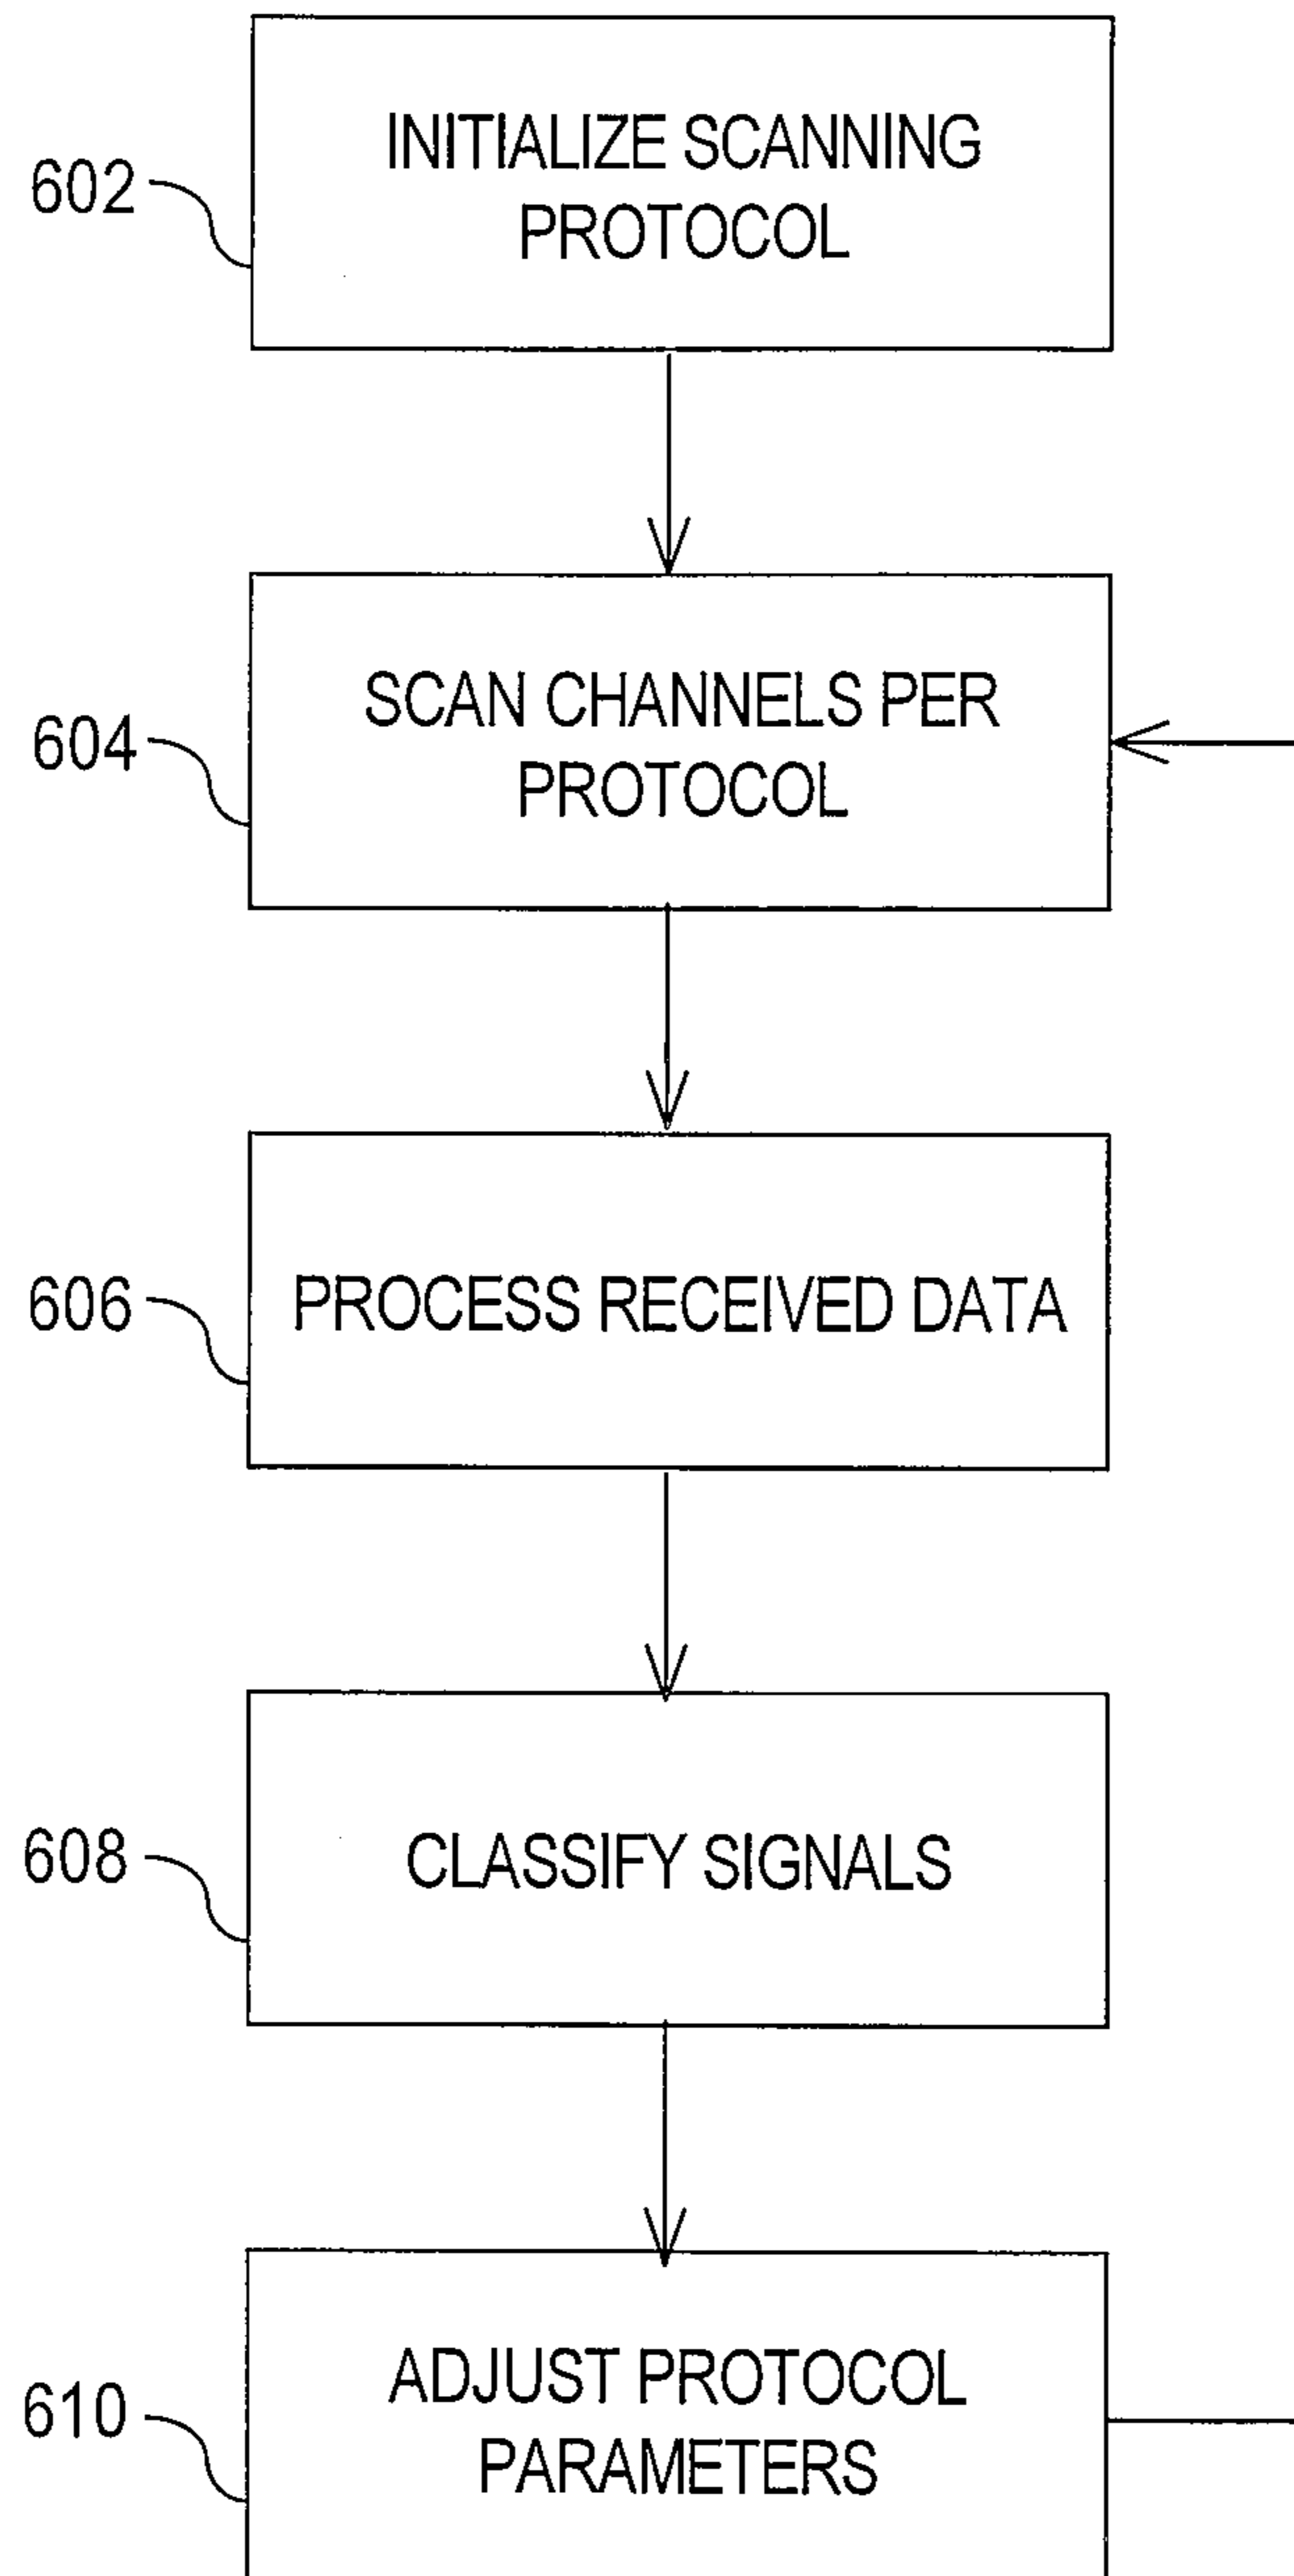 602
INITIALIZE SCANNING
PROTOCOL
604
SCAN CHANNELS PER
PROTOCOL
606
PROCESS RECEIVED DATA
608
CLASSIFY SIGNALS
610
ADJUST PROTOCOL
PARAMETERS